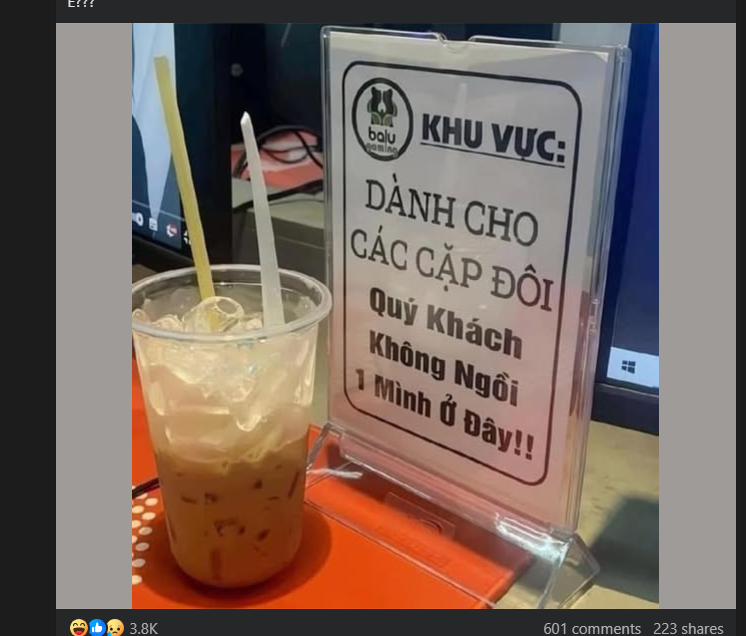 E???
balu
gaming
KHU VỰC:
DÀNH CHO
CÁC CẶP ĐÔI
Quý Khách
Không Ngồi
1 Mình Ở Đây!!
3.8K
601 comments 223 shares